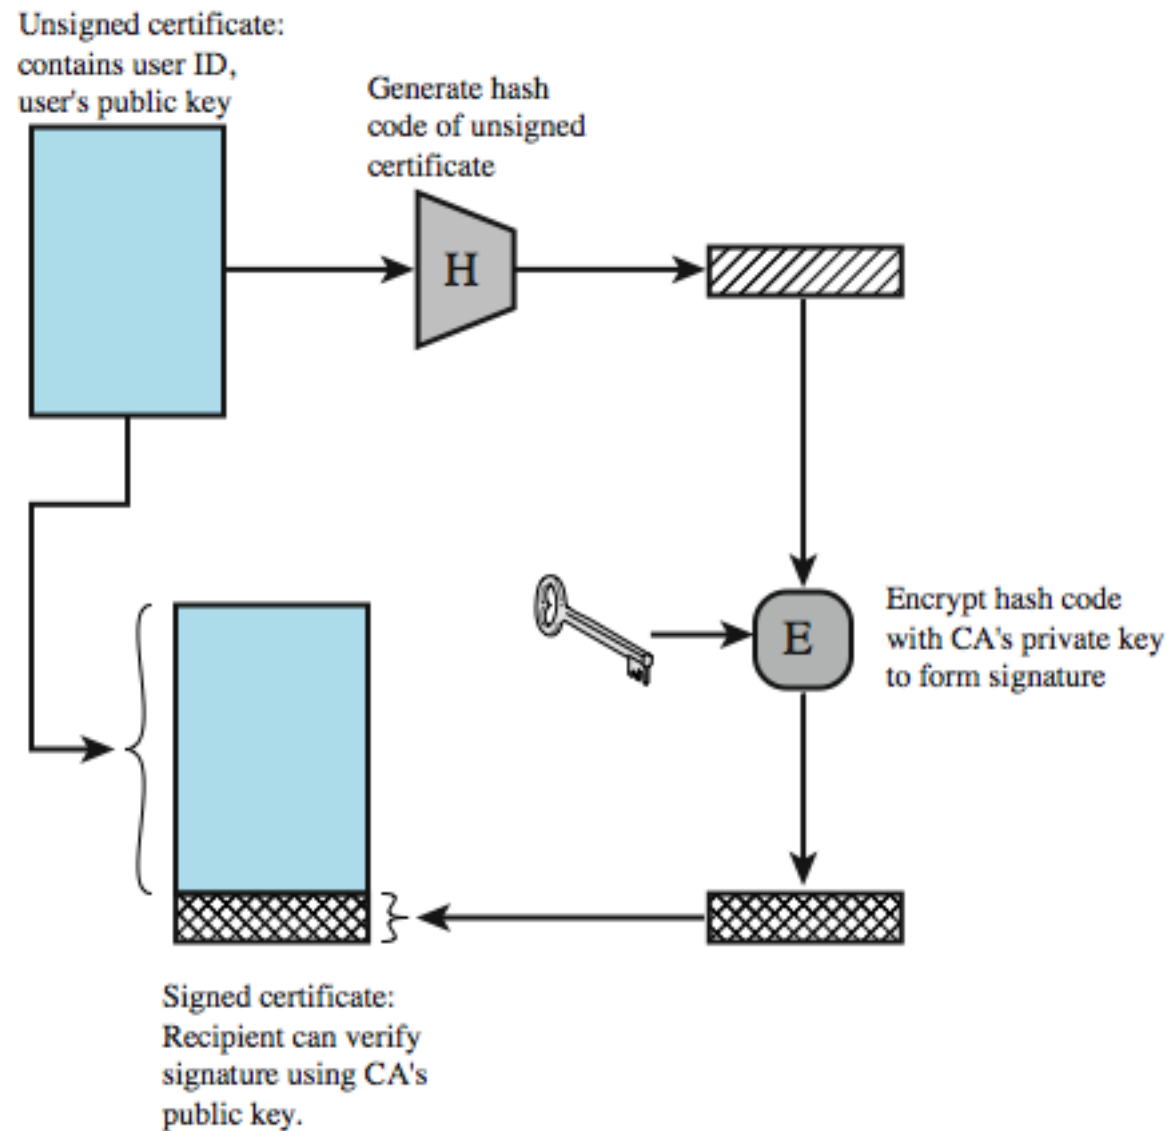 Unsigned certificate:
contains user ID,
user's public key
Generate hash
code of unsigned
certificate
H
E
Encrypt hash code
with CA's private key
to form signature
Signed certificate:
Recipient can verify
signature using CA's
public key.